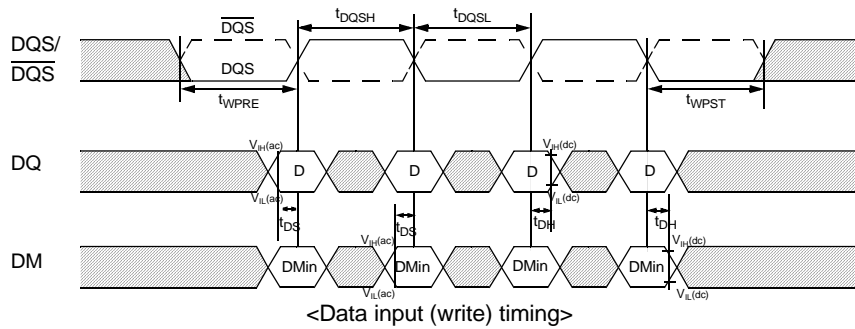 tDQSH tDQSL
DQS
DQS/
DQS
DQS
tWPRE tWPST
DQ
VIH(ac) VIH(dc)
D D D D
VIL(ac) VIL(dc)
tDS tDS tDH tDH
DM
VIH(ac) VIH(dc)
DMin DMin DMin DMin
VIL(ac) VIL(dc)
<Data input (write) timing>